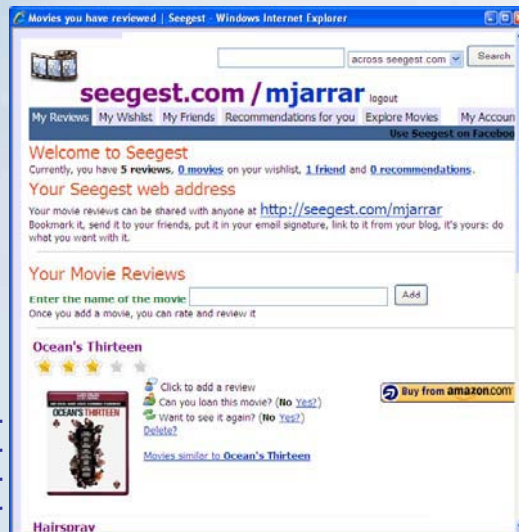 Movies you have reviewed | Seegest - Windows Internet Explorer
across seegest.com Search
seegest.com / mjarrar logout
My Reviews My Wishlist My Friends Recommendations for you Explore Movies My Accoun
Use Seegest on Faceboo
Welcome to Seegest
Currently, you have 5 reviews, 0 movies on your wishlist, 1 friend and 0 recommendations.
Your Seegest web address
Your movie reviews can be shared with anyone at http://seegest.com/mjarrar
Bookmark it, send it to your friends, put it in your email signature, link to it from your blog, it's yours: do
what you want with it.
Your Movie Reviews
Enter the name of the movie Add
Once you add a movie, you can rate and review it
Ocean's Thirteen
Click to add a review
Can you loan this movie? (No Yes?)
Want to see it again? (No Yes?)
Delete?
Movies similar to Ocean's Thirteen
Buy from amazon.com
OCEAN'S THIRTEEN
Hairspray